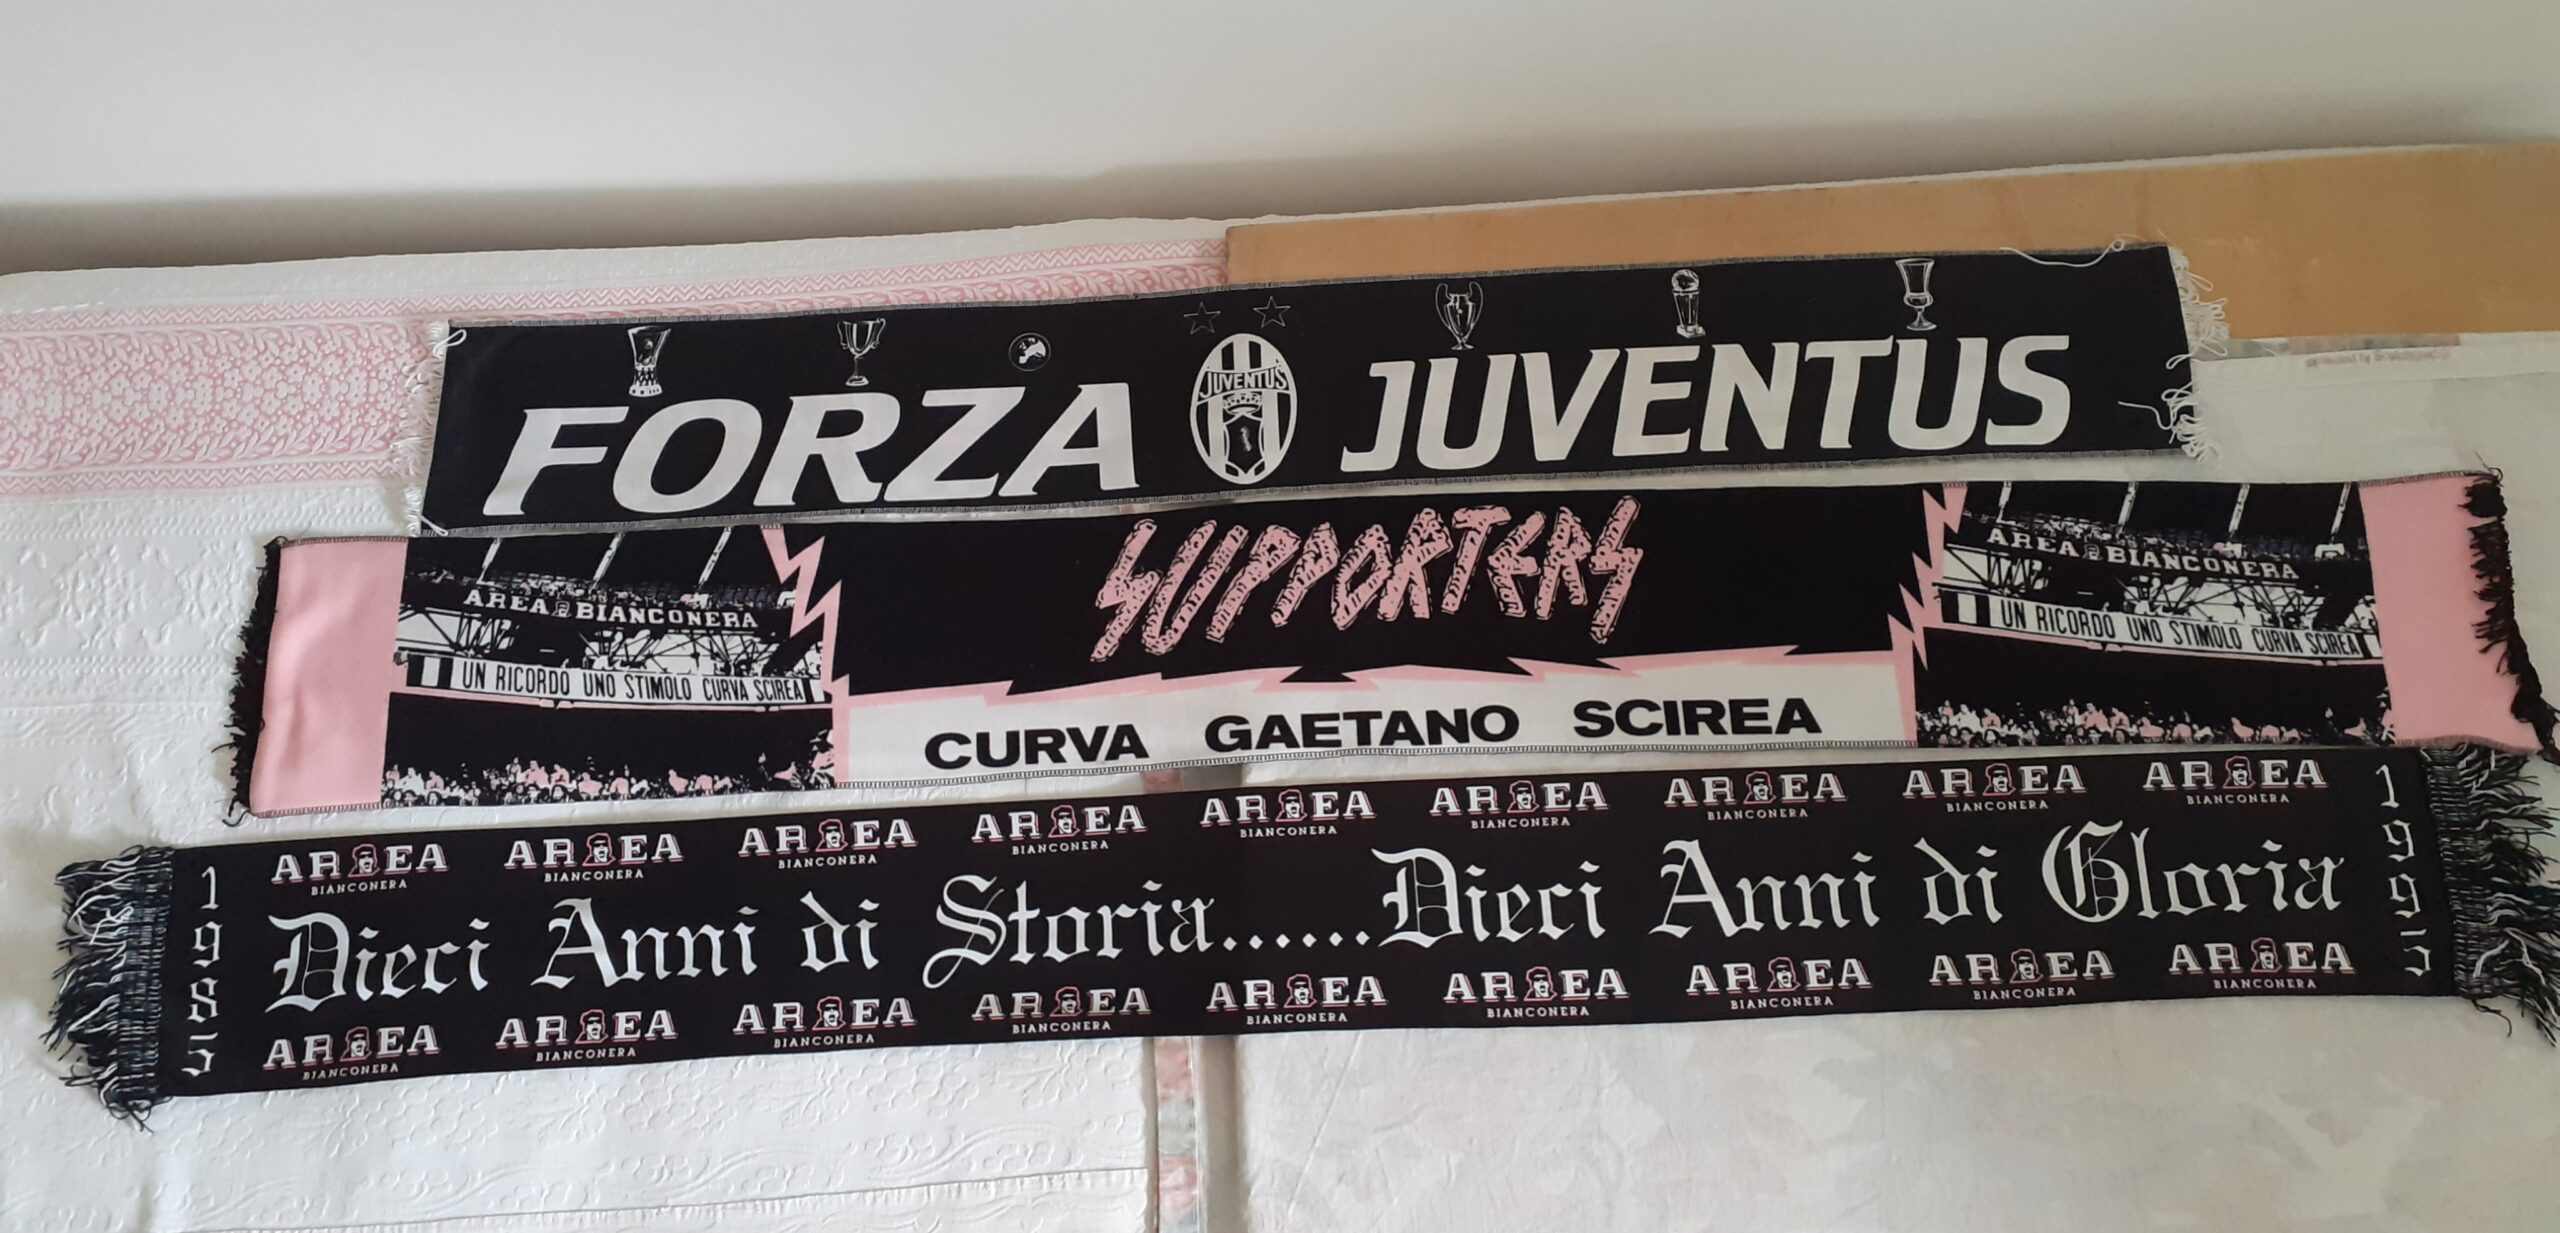 FORZA JUVENTUS JUVENTUS
SUPPORTERS
AREA BIANCONERA
UN RICORDO UNO STIMOLO CURVA SCIREA
CURVA GAETANO SCIREA
AREA BIANCONERA
UN RICORDO UNO STIMOLO CURVA SCIREA
AREA AREA AREA AREA AREA AREA AREA AREA AREA
BIANCONERA BIANCONERA BIANCONERA BIANCONERA BIANCONERA BIANCONERA BIANCONERA BIANCONERA BIANCONERA
1985 Dieci Anni di Storia......Dieci Anni di Gloria 1995
AREA AREA AREA AREA AREA AREA AREA AREA AREA
BIANCONERA BIANCONERA BIANCONERA BIANCONERA BIANCONERA BIANCONERA BIANCONERA BIANCONERA BIANCONERA